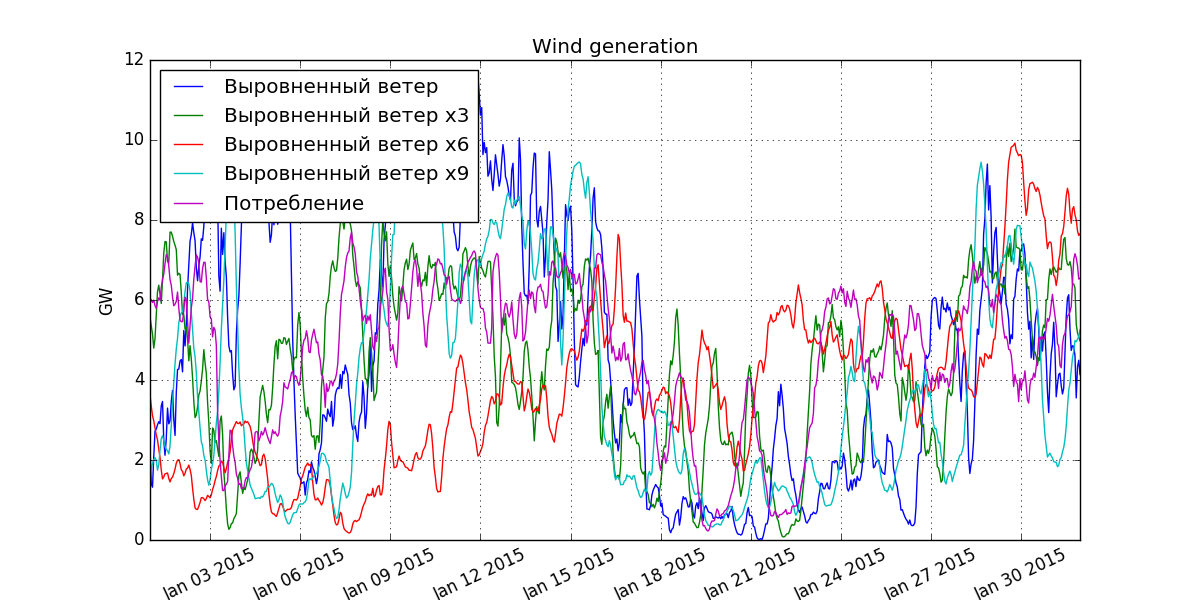 Wind generation
12
10
8
6
4
2
0
GW
Выровненный ветер
Выровненный ветер x3
Выровненный ветер x6
Выровненный ветер x9
Потребление
Jan 03 2015
Jan 06 2015
Jan 09 2015
Jan 12 2015
Jan 15 2015
Jan 18 2015
Jan 21 2015
Jan 24 2015
Jan 27 2015
Jan 30 2015